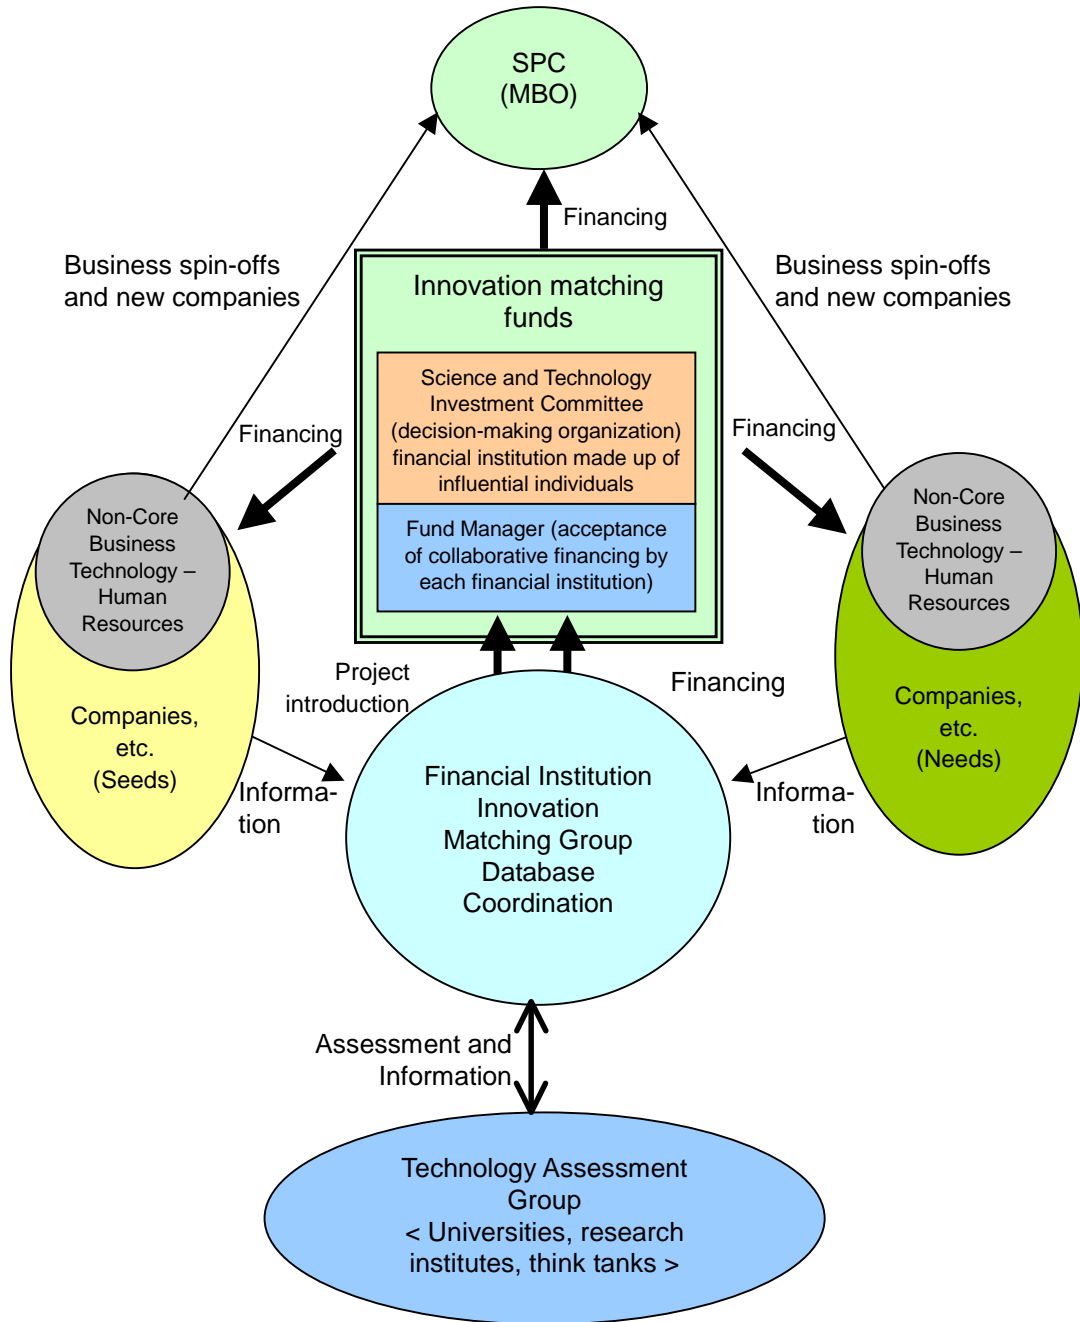 SPC
(MBO)
Financing
Business spin-offs
and new companies
Business spin-offs
and new companies
Innovation matching
funds
Science and Technology
Investment Committee
(decision-making organization)
financial institution made up of
influential individuals
Fund Manager (acceptance
of collaborative financing by
each financial institution)
Financing
Financing
Non-Core
Business
Technology –
Human
Resources
Non-Core
Business
Technology –
Human
Resources
Companies,
etc.
(Seeds)
Companies,
etc.
(Needs)
Project
introduction
Financing
Informa-
tion
Informa-
tion
Financial Institution
Innovation
Matching Group
Database
Coordination
Assessment and
Information
Technology Assessment
Group
< Universities, research
institutes, think tanks >